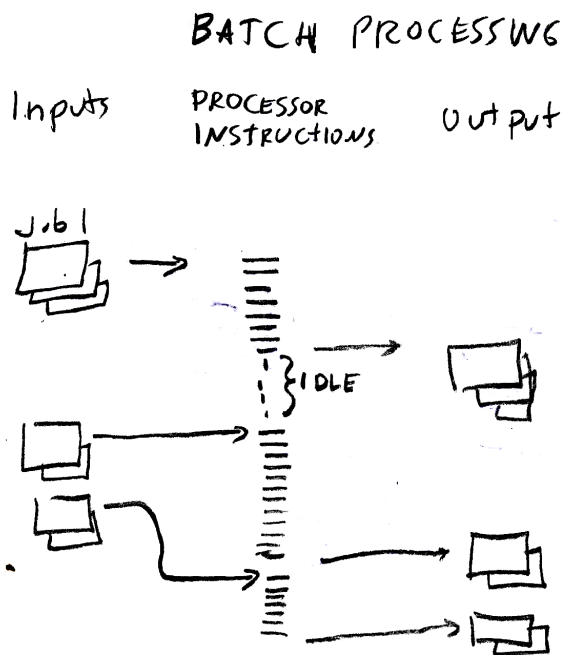 BATCH PROCESSING
Inputs
PROCESSOR
INSTRUCTIONS
Output
Job 1
IDLE